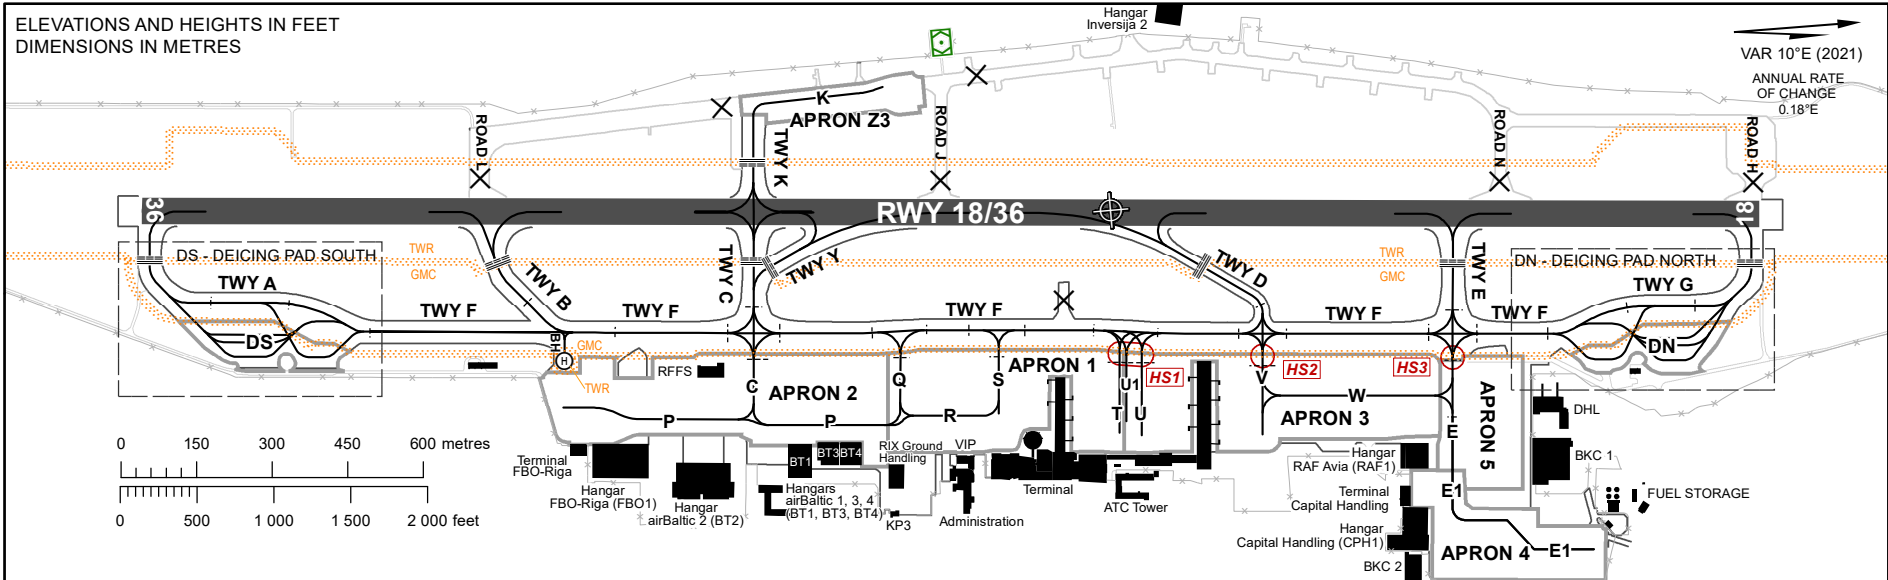 ELEVATIONS AND HEIGHTS IN FEET
DIMENSIONS IN METRES
Hangar
Inversija 2
VAR 10°E (2021)
ANNUAL RATE
OF CHANGE
0.18°E
K
APRON Z3
ROAD L
TWY K
ROAD J
ROAD N
ROAD H
36
RWY 18/36
18
DS - DEICING PAD SOUTH
TWR
GMC
TWY A
TWY F
TWY B
TWY F
TWY C
TWY Y
TWY F
TWY D
TWR
GMC
TWY F
TWY E
DN - DEICING PAD NORTH
TWY F
TWY G
DS
BH
H
GMC
TWR
RFFS
DN
C
APRON 2
Q
S
APRON 1
HS1
HS2
HS3
U1
T
U
V
W
APRON 3
E
APRON 5
P
P
R
DHL
0 150 300 450 600 metres
0 500 1 000 1 500 2 000 feet
Terminal
FBO-Riga
Hangar
FBO-Riga (FBO1)
Hangar
airBaltic 2 (BT2)
BT1
BT3
BT4
Hangars
airBaltic 1, 3, 4
(BT1, BT3, BT4)
RIX Ground
Handling
KP3
VIP
Administration
Terminal
ATC Tower
Hangar
RAF Avia (RAF1)
Terminal
Capital Handling
Hangar
Capital Handling (CPH1)
BKC 2
E1
APRON 4
E1
BKC 1
FUEL STORAGE